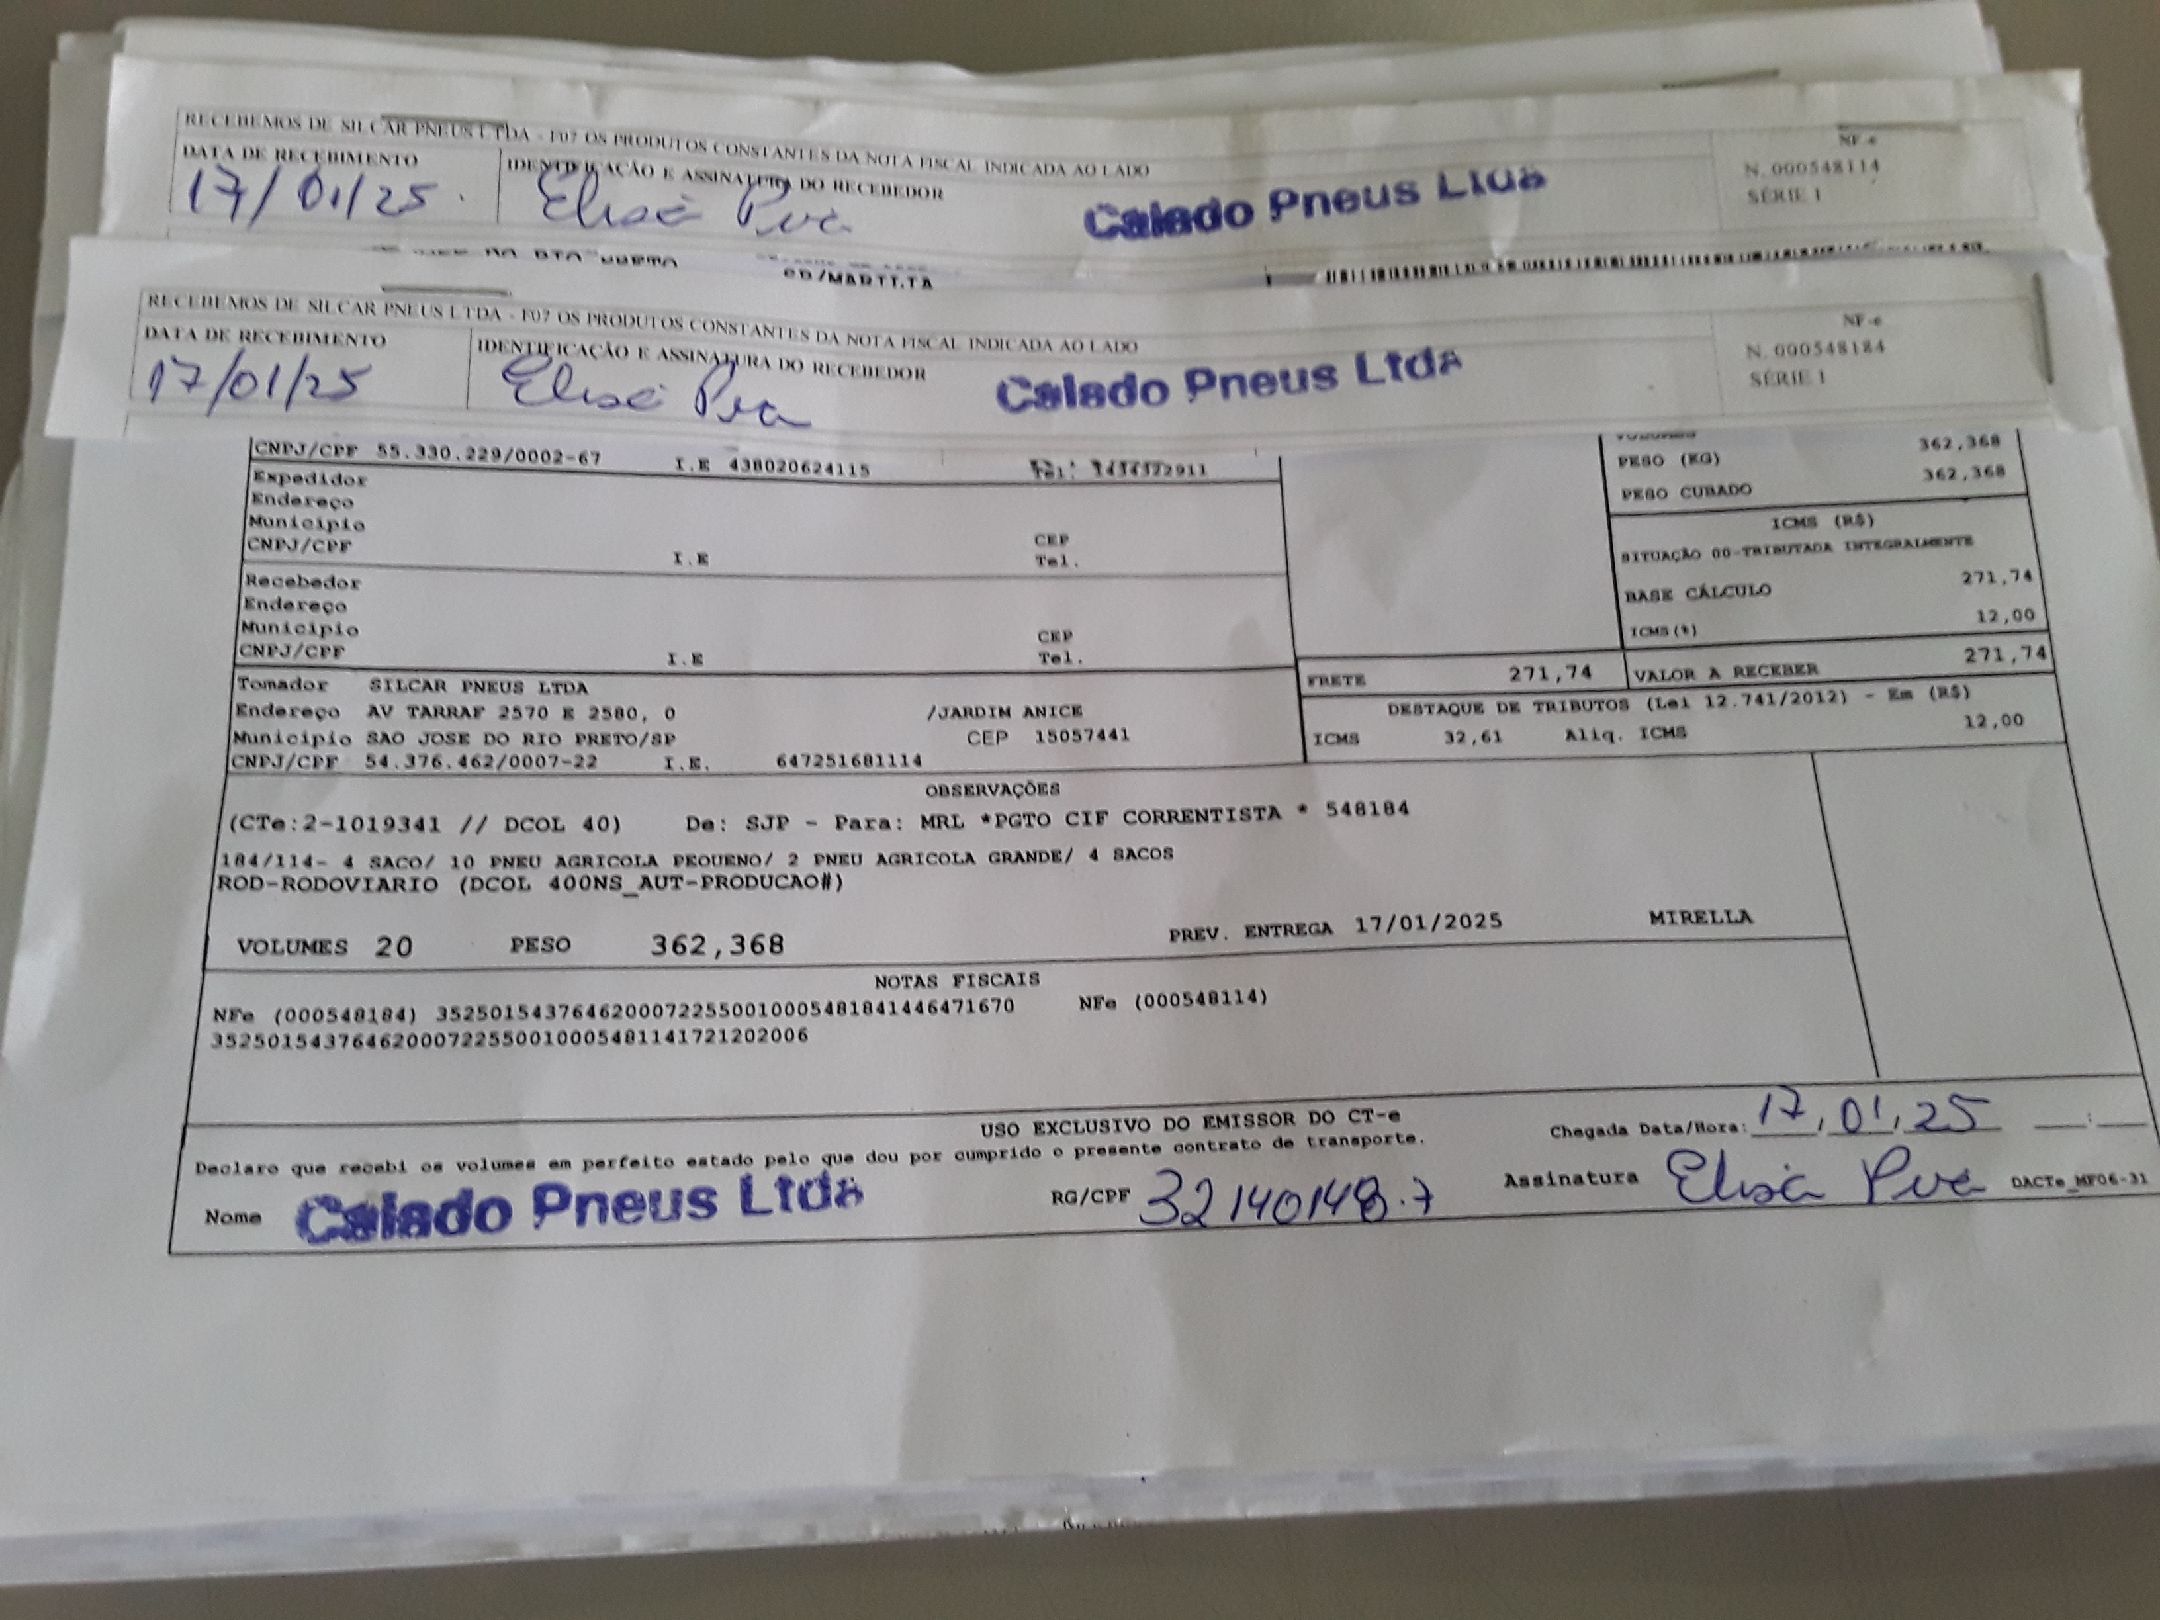 RECEBEMOS DE SILCAR PNEUS LTDA - F07 OS PRODUTOS CONSTANTES DA NOTA FISCAL INDICADA AO LADO
NF-e
DATA DE RECEBIMENTO
IDENTIFICAÇÃO E ASSINATURA DO RECEBEDOR
N. 000548114
17/01/25
Calado Pneus Ltda
SÉRIE 1
SP/MARILIA
RECEBEMOS DE SILCAR PNEUS LTDA - F07 OS PRODUTOS CONSTANTES DA NOTA FISCAL INDICADA AO LADO
NF-e
DATA DE RECEBIMENTO
IDENTIFICAÇÃO E ASSINATURA DO RECEBEDOR
N. 000548184
17/01/25
Calado Pneus Ltda
SÉRIE 1
CNPJ/CPF 55.330.229/0002-67 I.E 438020624115
362,368
Expedidor
PESO (KG) 362,368
Endereço
PESO CUBADO
Municipio
CEP
ICMS (R$)
CNPJ/CPF I.E Tel.
SITUAÇÃO 00-TRIBUTADA INTEGRALMENTE
Recebedor
BASE CÁLCULO 271,74
Endereço
Municipio CEP
ICMS(%) 12,00
CNPJ/CPF I.E Tel.
FRETE 271,74 VALOR A RECEBER 271,74
Tomador SILCAR PNEUS LTDA
DESTAQUE DE TRIBUTOS (Lei 12.741/2012) - Em (R$)
Endereço AV TARRAF 2570 E 2580, 0 /JARDIM ANICE
ICMS 32,61 Aliq. ICMS 12,00
Municipio SAO JOSE DO RIO PRETO/SP CEP 15057441
CNPJ/CPF 54.376.462/0007-22 I.E. 647251681114
OBSERVAÇÕES
(CTe:2-1019341 // DCOL 40) De: SJP - Para: MRL *PGTO CIF CORRENTISTA * 548184
184/114- 4 SACO/ 10 PNEU AGRICOLA PEQUENO/ 2 PNEU AGRICOLA GRANDE/ 4 SACOS
ROD-RODOVIARIO (DCOL 400NS_AUT-PRODUCAO#)
VOLUMES 20 PESO 362,368 PREV. ENTREGA 17/01/2025 MIRELLA
NOTAS FISCAIS
NFe (000548184) 35250154376462000722550010005481841446471670 NFe (000548114)
35250154376462000722550010005481141721202006
USO EXCLUSIVO DO EMISSOR DO CT-e
Chegada Data/Hora: 17, 01, 25 :
Declaro que recebi os volumes em perfeito estado pelo que dou por cumprido o presente contrato de transporte.
Nome Calado Pneus Ltda RG/CPF 32140148.7 Assinatura DACTe_MF06-31